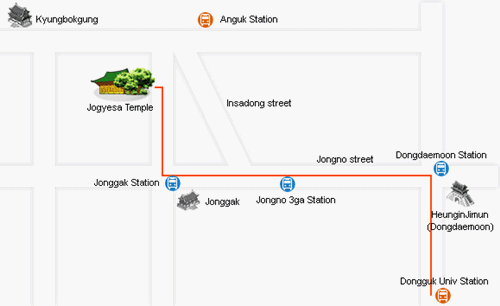 Kyungbokgung
Anguk Station
Jogyesa Temple
Insadong street
Jongno street
Dongdaemoon Station
Jonggak Station
Jonggak
Jongno 3ga Station
HeunginJimun
(Dongdaemoon)
Dongguk Univ Station